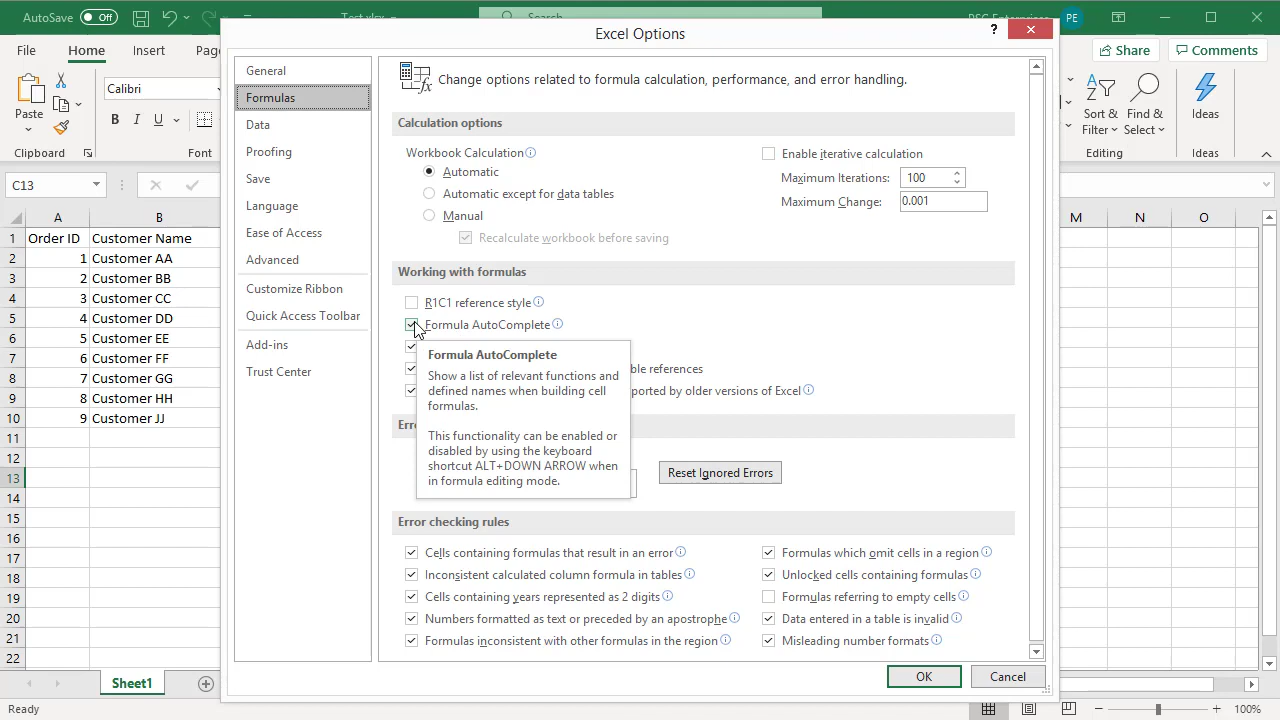 AutoSave Off
Test.xlsx
Search
PE
File
Home
Insert
Share
Comments
Paste
Calibri
B I U
Clipboard
Font
Sort &
Filter
Find &
Select
Editing
Ideas
Ideas
C13
A B M N O
1 Order ID Customer Name
2 1 Customer AA
3 2 Customer BB
4 3 Customer CC
5 4 Customer DD
6 5 Customer EE
7 6 Customer FF
8 7 Customer GG
9 8 Customer HH
10 9 Customer JJ
11
12
13
14
15
16
17
18
19
20
21
22
Sheet1
Ready
100%
Excel Options
?
General
Formulas
Data
Proofing
Save
Language
Ease of Access
Advanced
Customize Ribbon
Quick Access Toolbar
Add-ins
Trust Center
fx
Change options related to formula calculation, performance, and error handling.
Calculation options
Workbook Calculation
Automatic
Automatic except for data tables
Manual
Recalculate workbook before saving
Enable iterative calculation
Maximum Iterations: 100
Maximum Change: 0.001
Working with formulas
R1C1 reference style
Formula AutoComplete
Formula AutoComplete
Show a list of relevant functions and
defined names when building cell
formulas.
This functionality can be enabled or
disabled by using the keyboard
shortcut ALT+DOWN ARROW when
in formula editing mode.
references
by older versions of Excel
Reset Ignored Errors
Error checking rules
Cells containing formulas that result in an error
Inconsistent calculated column formula in tables
Cells containing years represented as 2 digits
Numbers formatted as text or preceded by an apostrophe
Formulas inconsistent with other formulas in the region
Formulas which omit cells in a region
Unlocked cells containing formulas
Formulas referring to empty cells
Data entered in a table is invalid
Misleading number formats
OK
Cancel